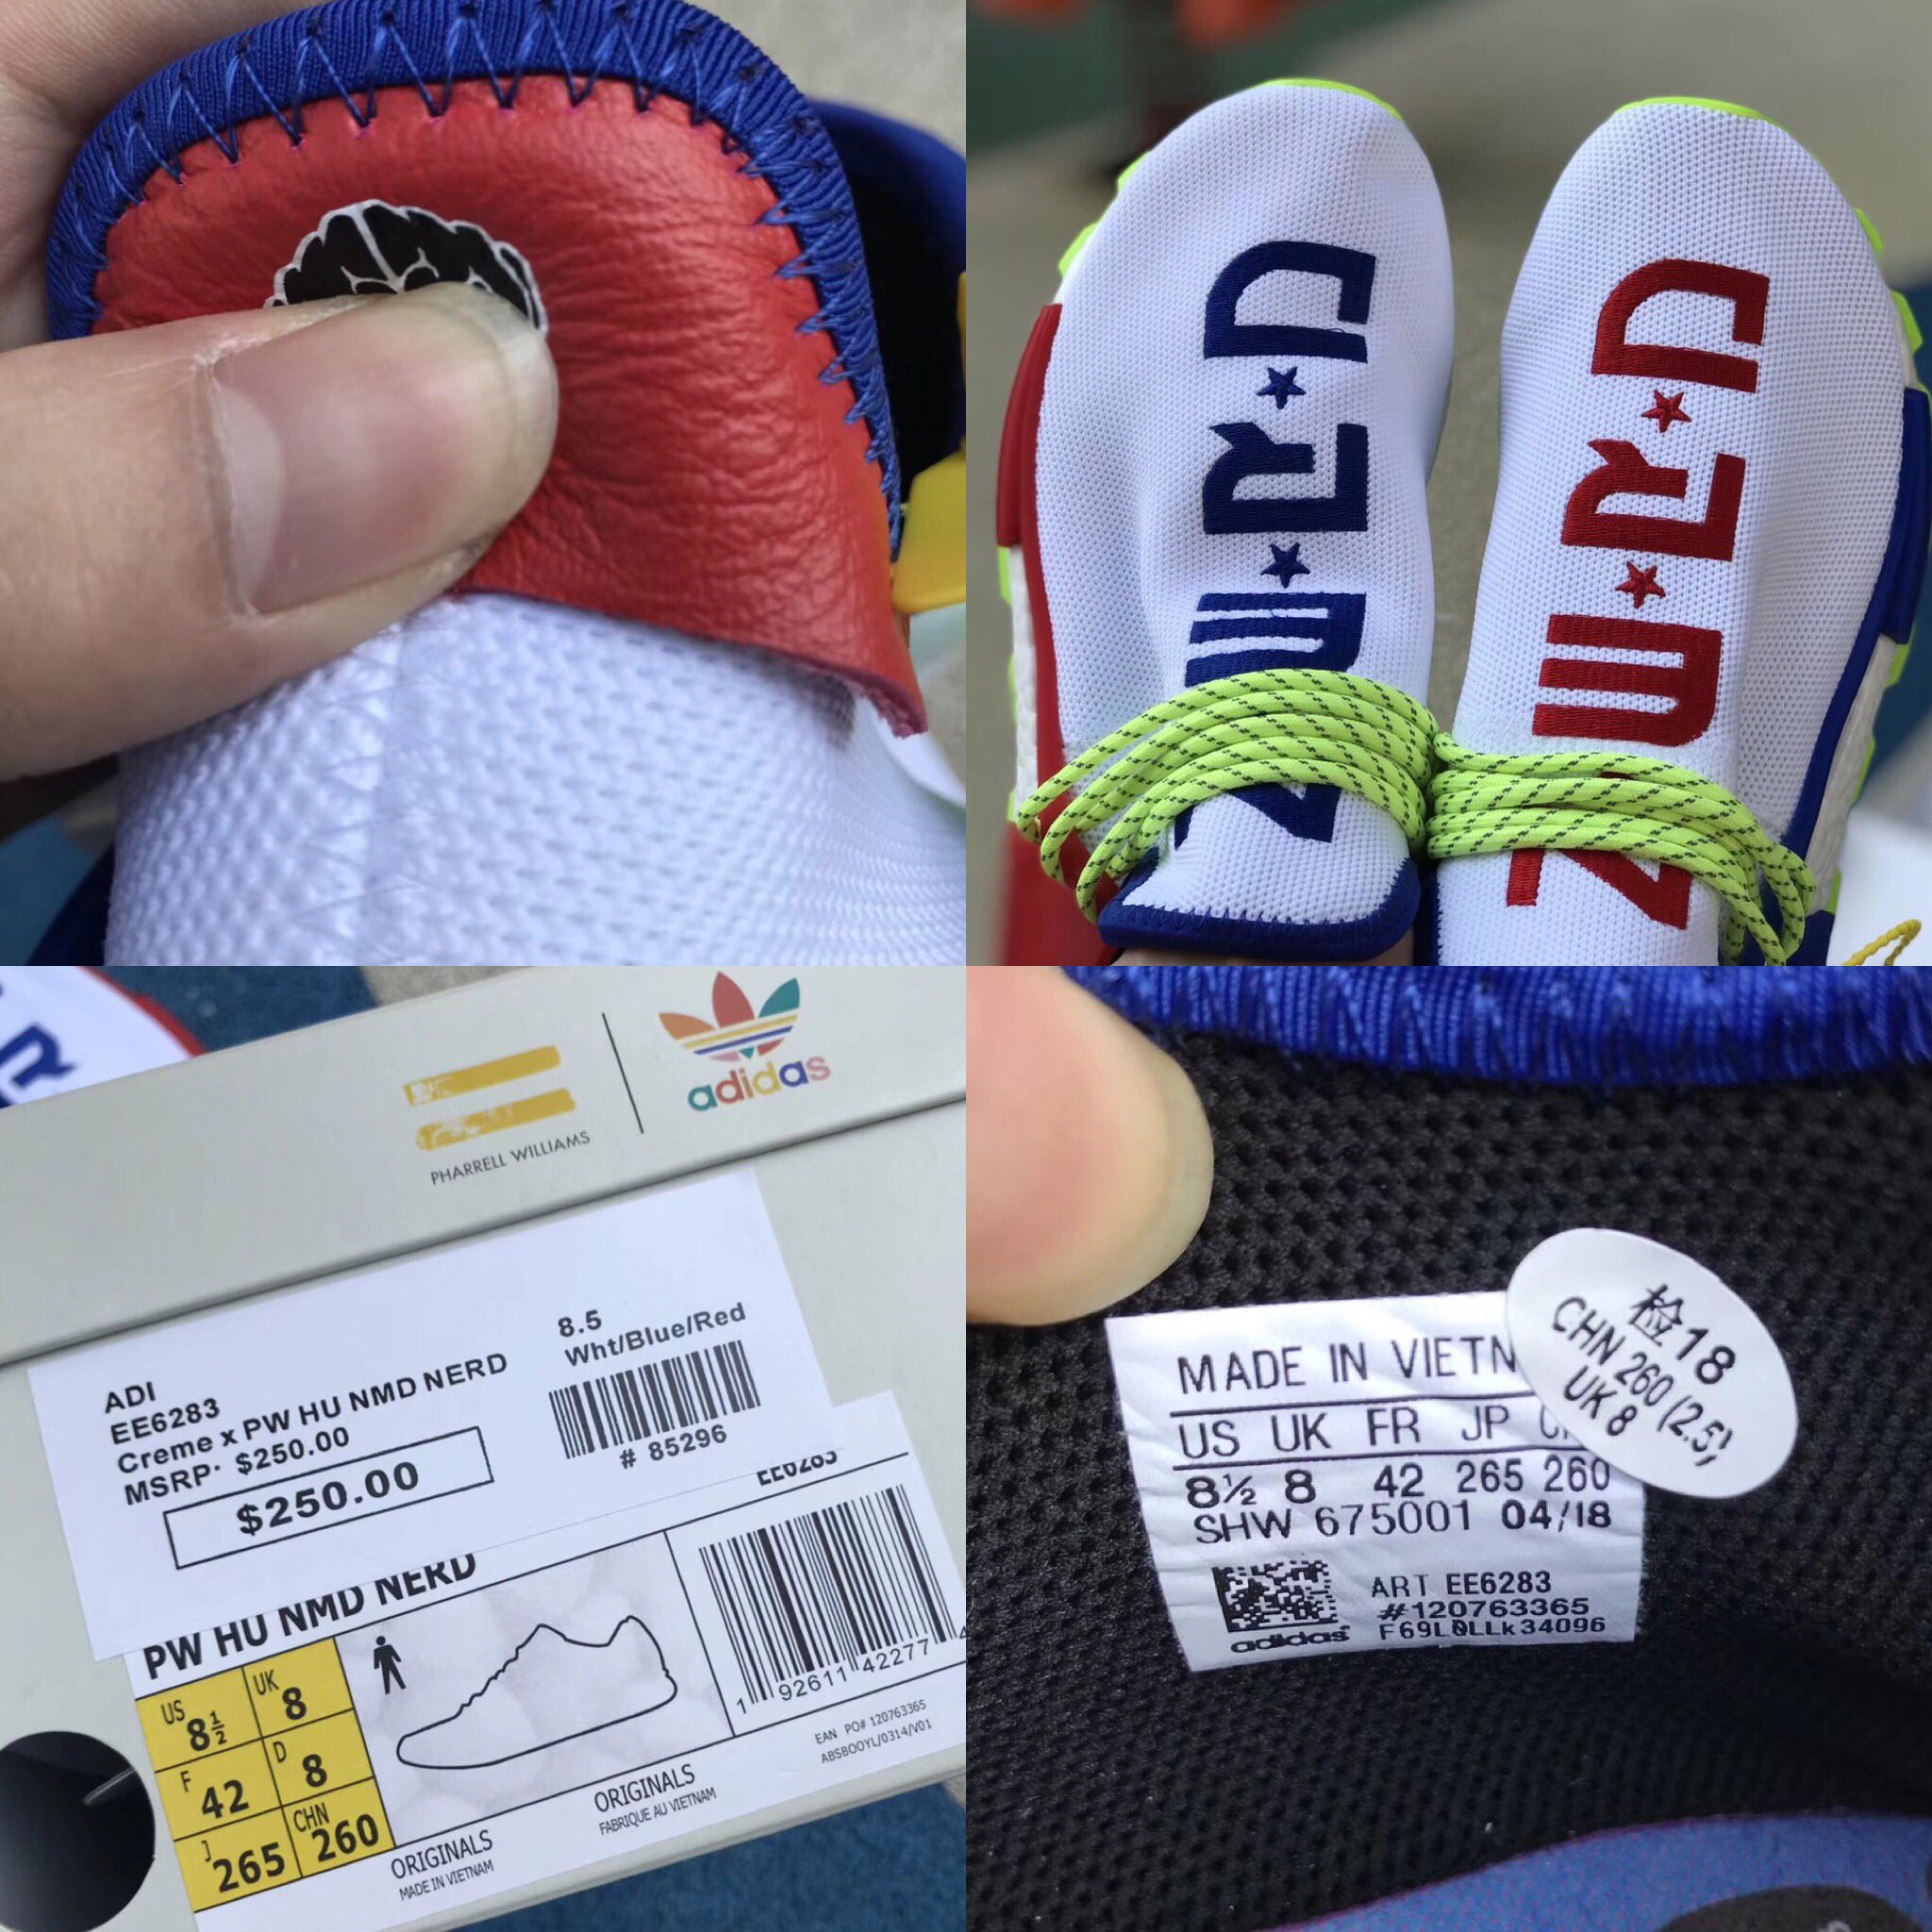 N·E·R·D
N·E·R·D
R
PHARRELL WILLIAMS
adidas
ADI
EE6283
Creme x PW HU NMD NERD
MSRP: $250.00
$250.00
8.5
Wht/Blue/Red
# 85296
EE6283
PW HU NMD NERD
US 8½
UK 8
F 42
D 8
J 265
CHN 260
1 92611 42277 4
EAN PO# 120763365
ABSBOOYL/0314/V01
ORIGINALS
MADE IN VIETNAM
ORIGINALS
FABRIQUE AU VIETNAM
MADE IN VIETN
US UK FR JP
8½ 8 42 265 260
SHW 675001 04/18
ART EE6283
#120763365
F69L0LLk34096
adidas
检18
CHN 260 (2.5)
UK 8